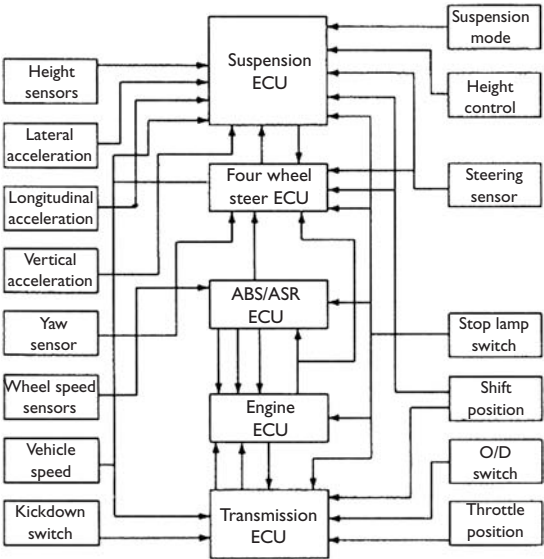 Suspension
mode
Suspension
ECU
Height
sensors
Height
control
Lateral
acceleration
Four wheel
steer ECU
Steering
sensor
Longitudinal
acceleration
Vertical
acceleration
ABS/ASR
ECU
Yaw
sensor
Stop lamp
switch
Wheel speed
sensors
Engine
ECU
Shift
position
Vehicle
speed
O/D
switch
Kickdown
switch
Transmission
ECU
Throttle
position